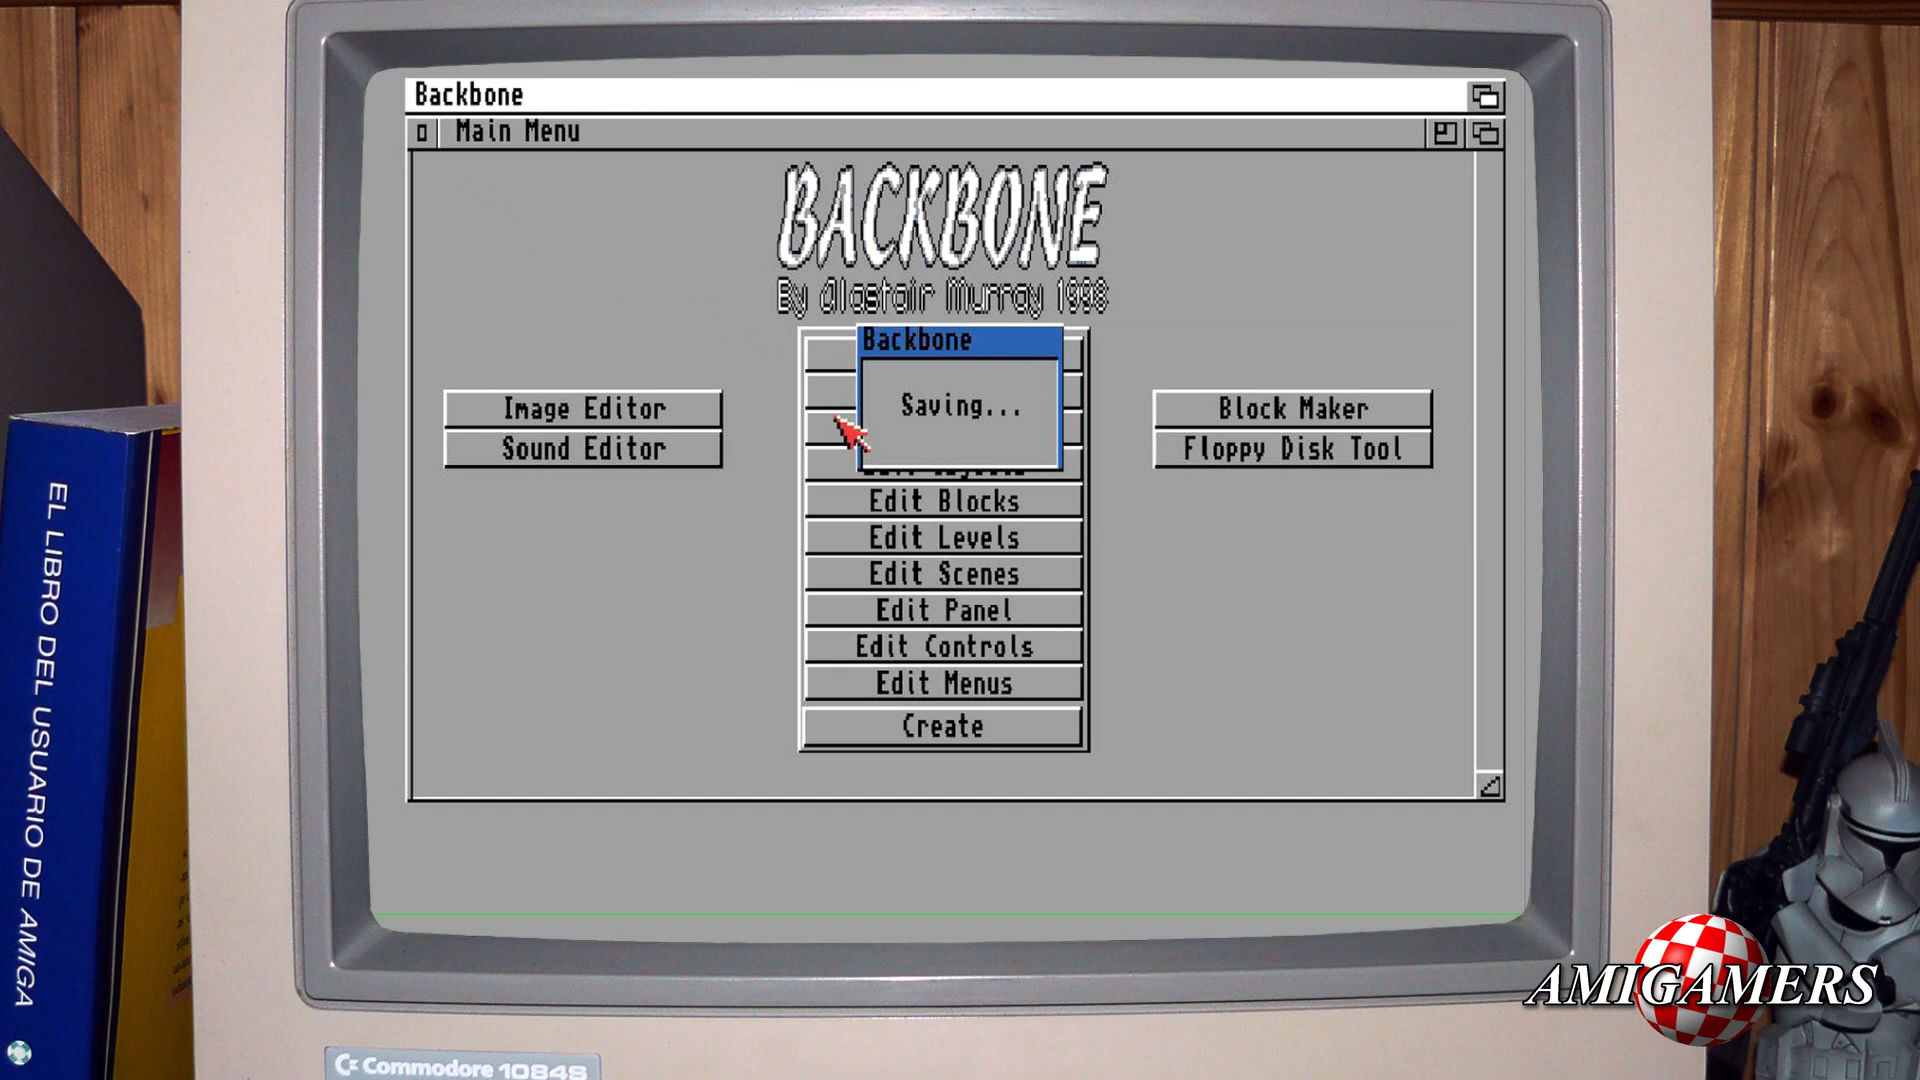 Backbone
Main Menu
BACKBONE
By Alastair Murray 1998
Backbone
Saving...
Image Editor
Sound Editor
Block Maker
Floppy Disk Tool
Edit Blocks
Edit Levels
Edit Scenes
Edit Panel
Edit Controls
Edit Menus
Create
EL LIBRO DEL USUARIO DE AMIGA
AMIGAMERS
Commodore 1084S